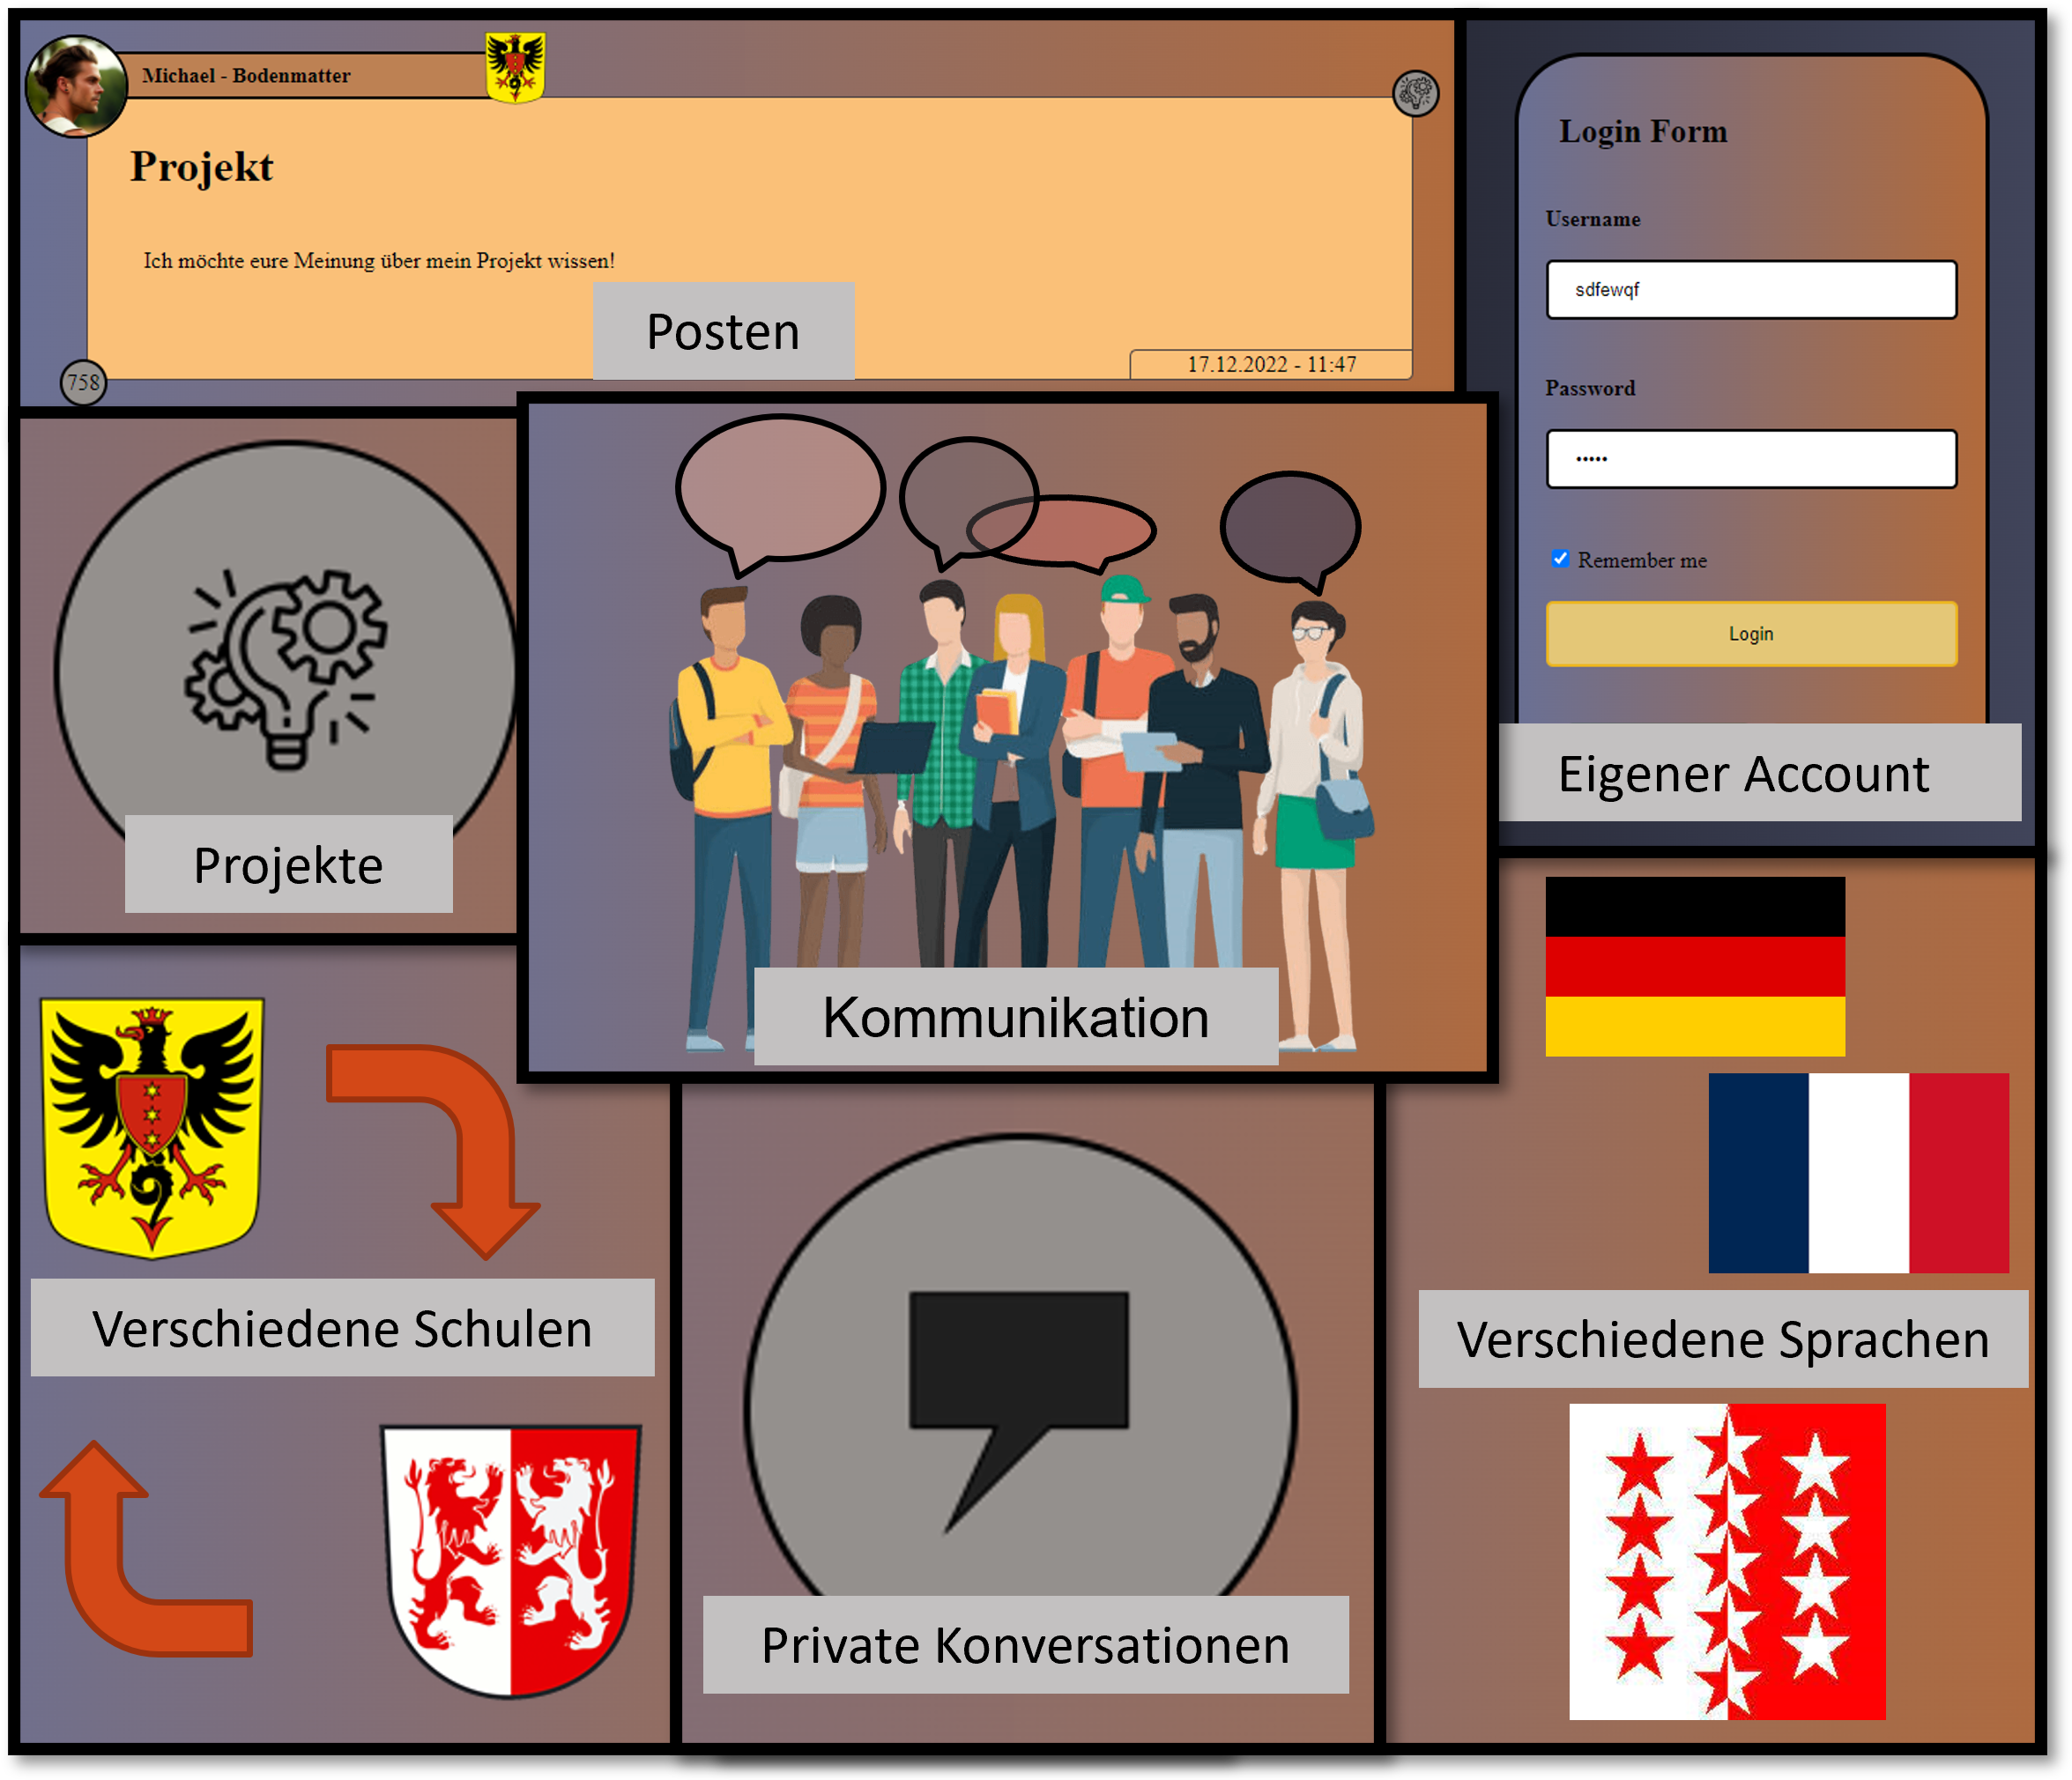 Michael - Bodenmatter
Projekt
Ich möchte eure Meinung über mein Projekt wissen!
Posten
17.12.2022 - 11:47
758
Login Form
Username
sdfewqf
Password
•••••
Remember me
Login
Eigener Account
Projekte
Kommunikation
Verschiedene Schulen
Private Konversationen
Verschiedene Sprachen